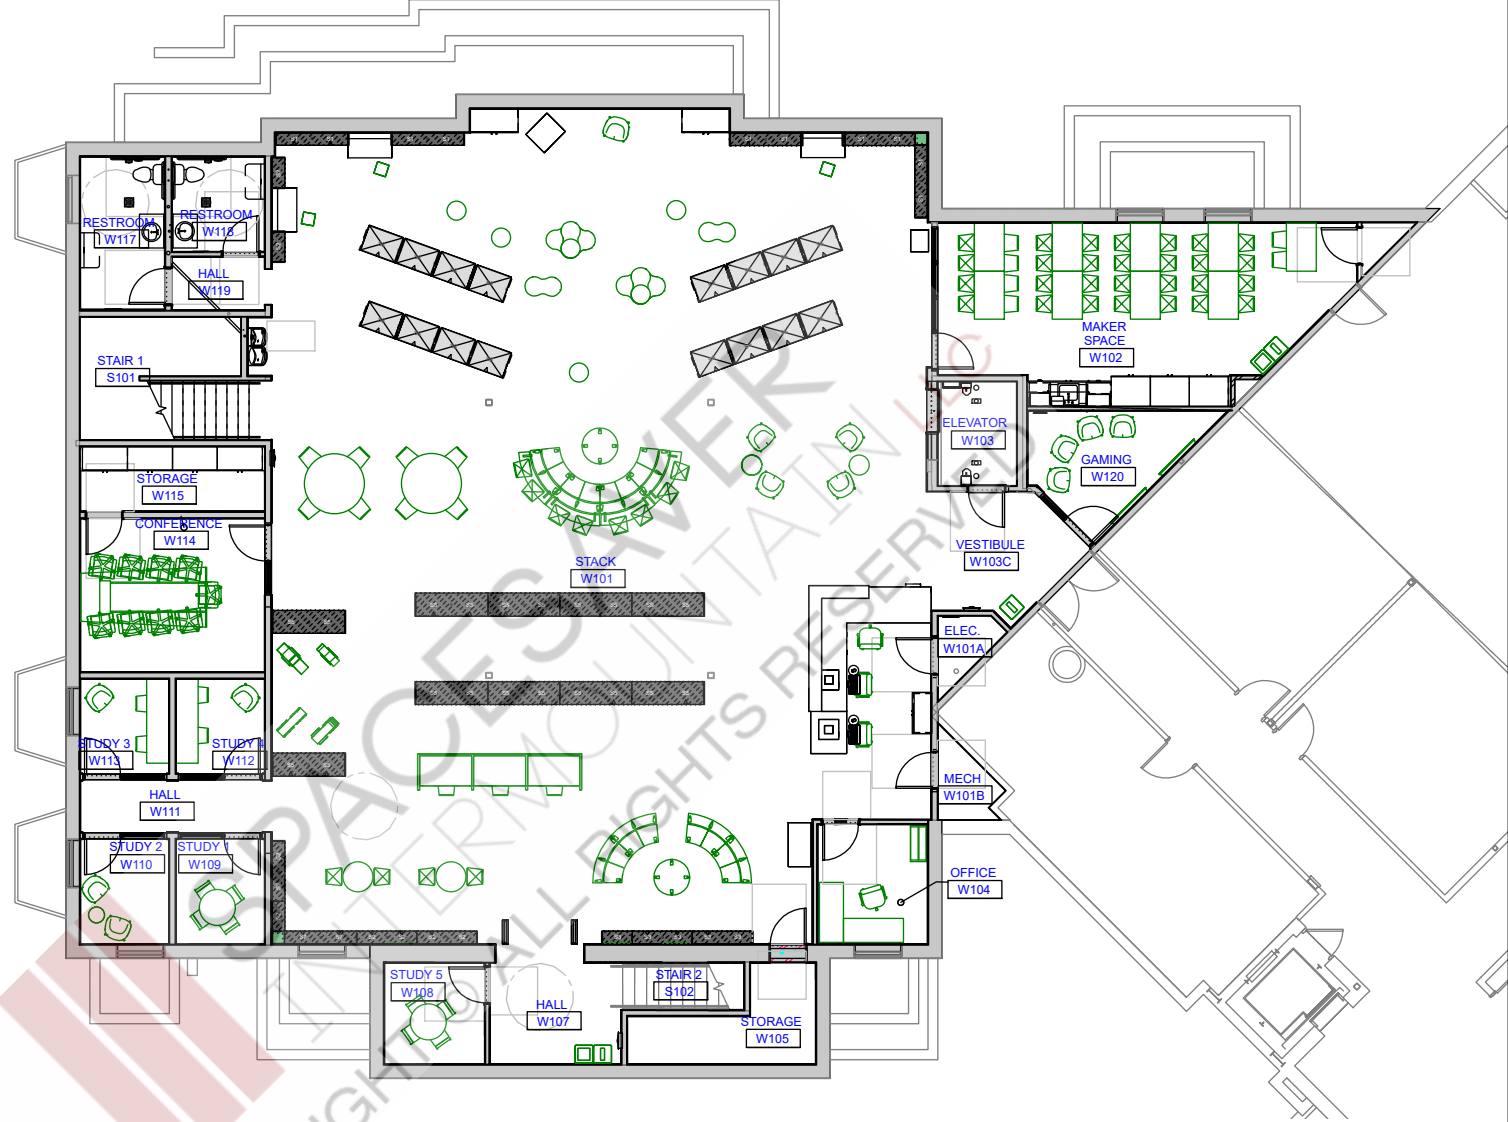 RESTROOM
W117
RESTROOM
W118
HALL
W119
STAIR 1
S101
STORAGE
W115
CONFERENCE
W114
STACK
W101
MAKER
SPACE
W102
ELEVATOR
W103
GAMING
W120
VESTIBULE
W103C
ELEC.
W101A
MECH
W101B
STUDY 3
W113
STUDY 4
W112
HALL
W111
STUDY 2
W110
STUDY 1
W109
OFFICE
W104
STUDY 5
W108
HALL
W107
STAIR 2
S102
STORAGE
W105
SPACESAVER
INTERMOUNTAIN LLC
© ALL RIGHTS RESERVED